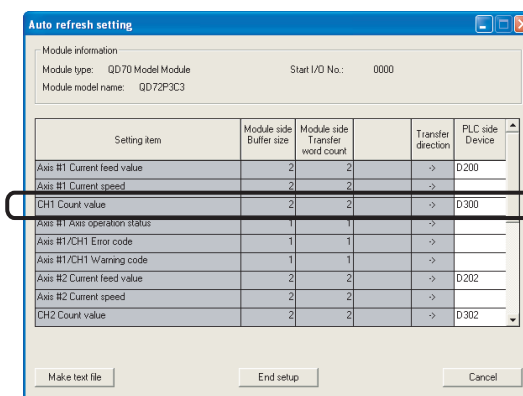 Auto refresh setting
Module information
Module type: QD70 Model Module Start I/O No.: 0000
Module model name: QD72P3C3
Setting item Module side Buffer size Module side Transfer word count Transfer direction PLC side Device
Axis #1 Current feed value 2 2 -> D200
Axis #1 Current speed 2 2 ->
CH1 Count value 2 2 -> D300
Axis #1 Axis operation status 1 1 ->
Axis #1/CH1 Error code 1 1 ->
Axis #1/CH1 Warning code 1 1 ->
Axis #2 Current feed value 2 2 -> D202
Axis #2 Current speed 2 2 ->
CH2 Count value 2 2 -> D302
Make text file End setup Cancel